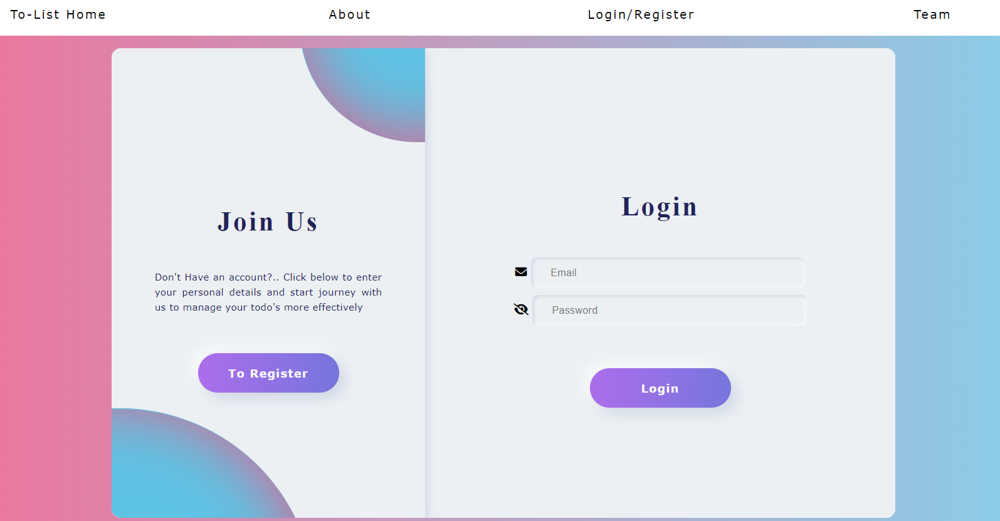 To-List Home About Login/Register Team
Join Us
Don't Have an account?.. Click below to enter
your personal details and start journey with
us to manage your todo's more effectively
To Register
Login
Email
Password
Login